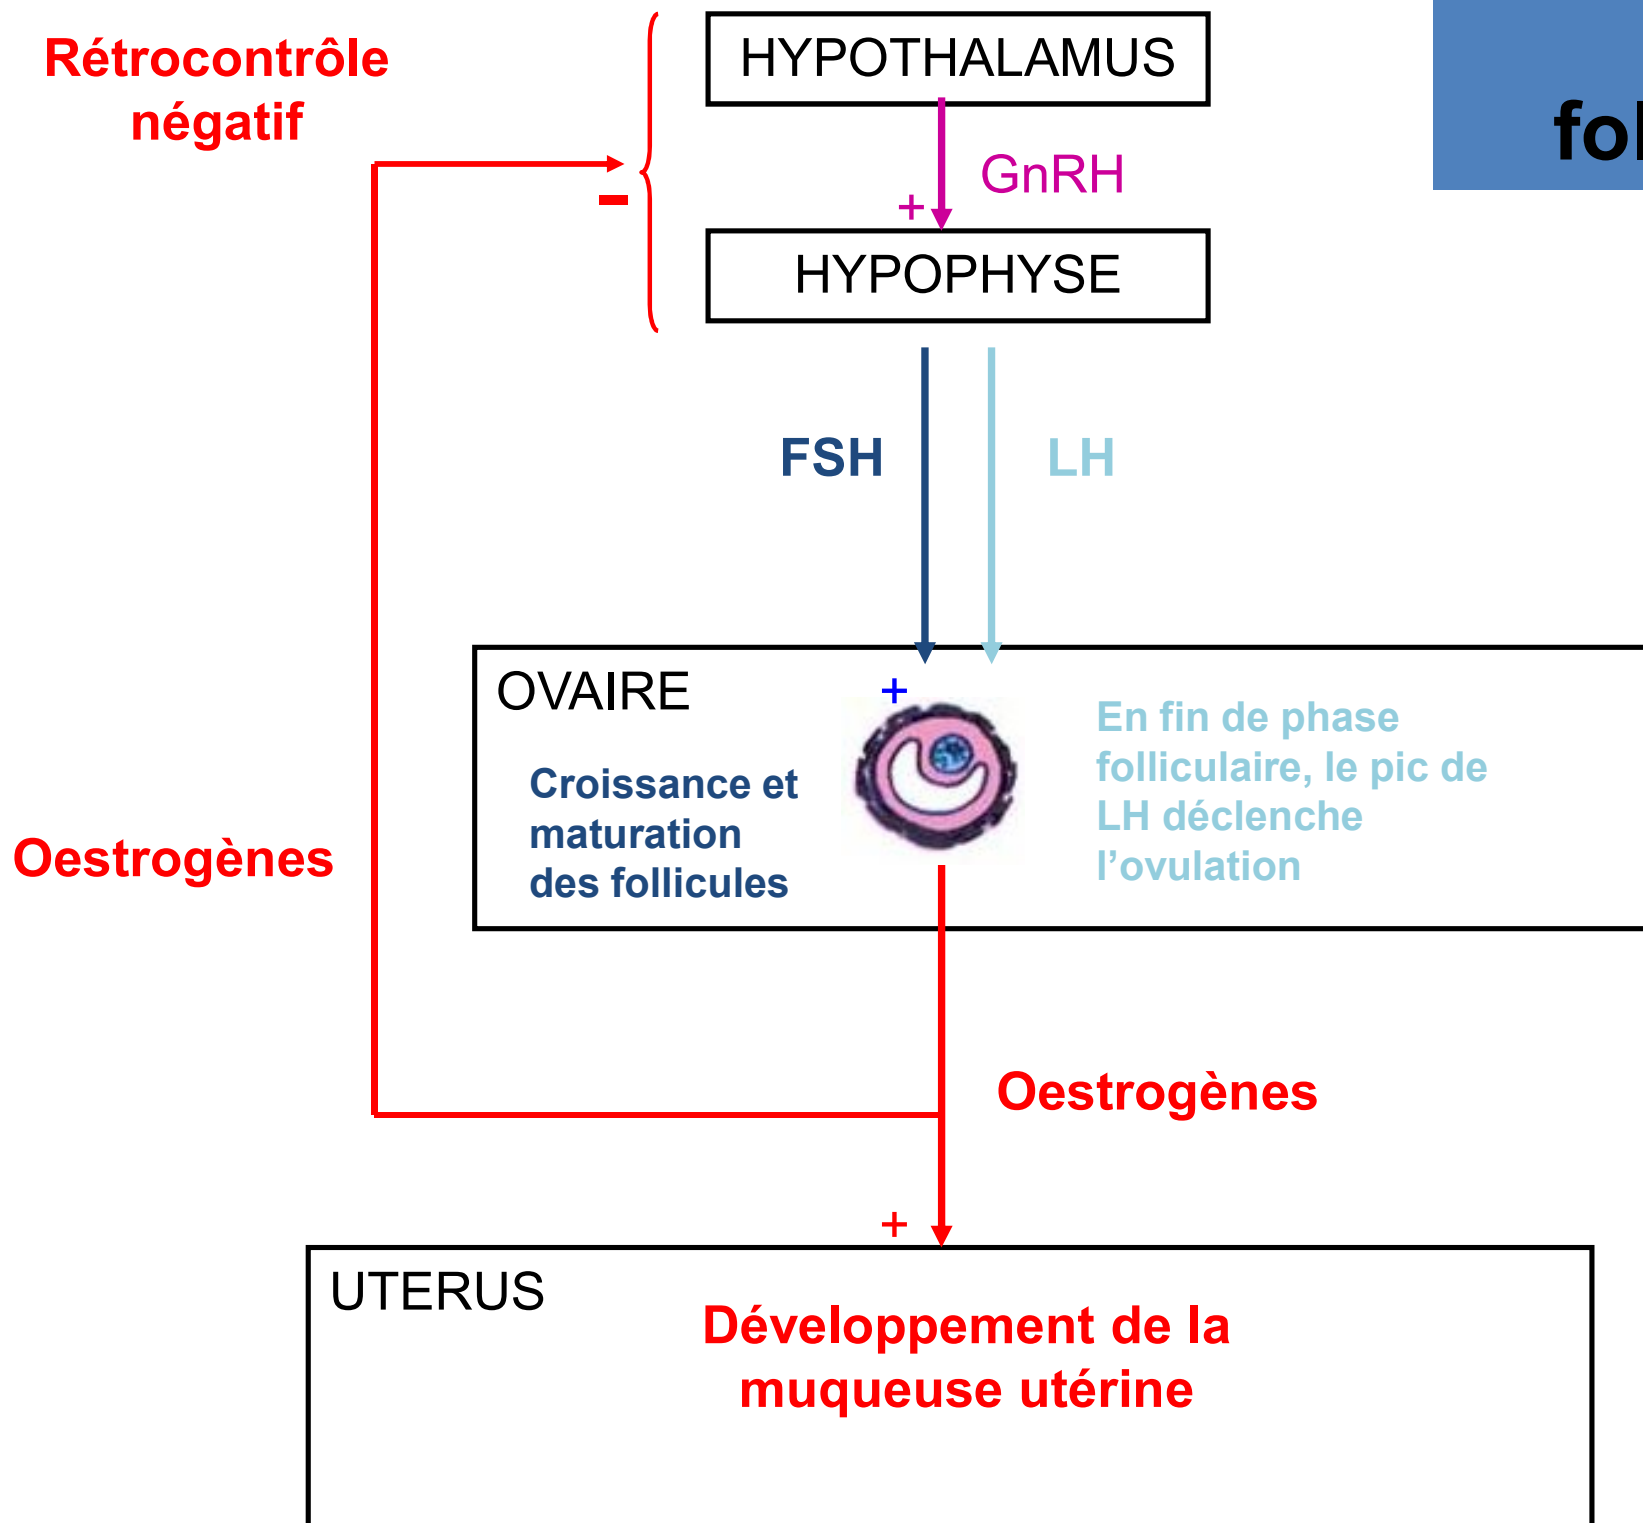 Rétrocontrôle
négatif
HYPOTHALAMUS
GnRH
+
-
HYPOPHYSE
FSH
LH
OVAIRE
+
Croissance et
maturation
des follicules
En fin de phase
folliculaire, le pic de
LH déclenche
l’ovulation
Oestrogènes
Oestrogènes
+
UTERUS
Développement de la
muqueuse utérine